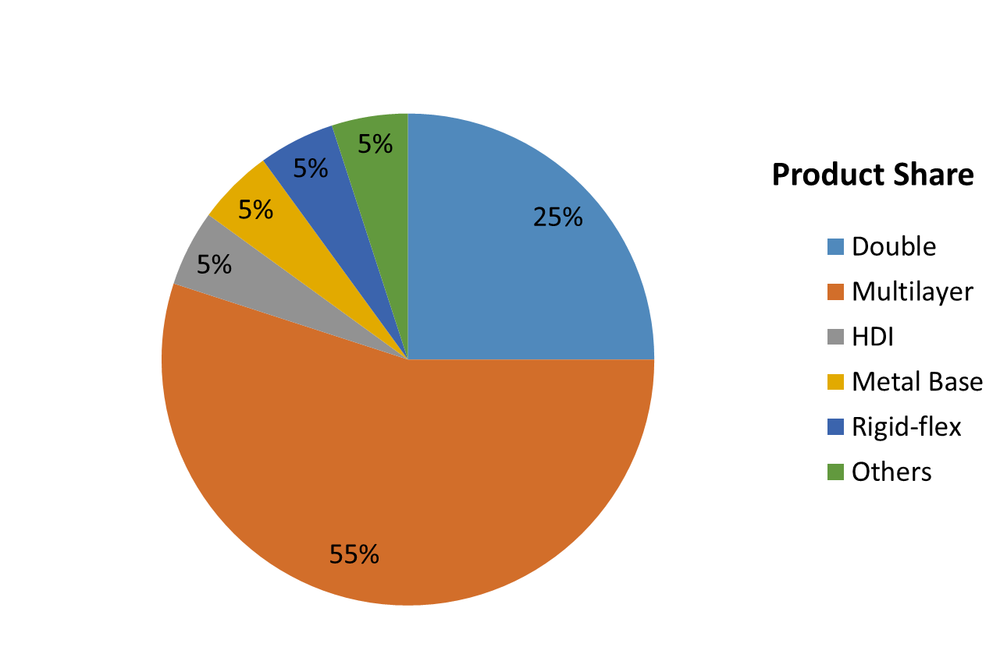 5%
5%
5%
5%
25%
55%
Product Share
Double
Multilayer
HDI
Metal Base
Rigid-flex
Others